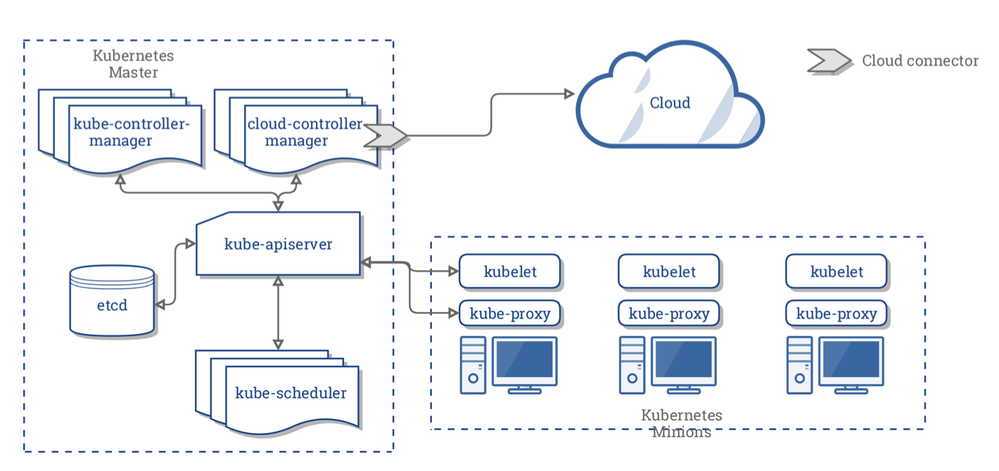 Kubernetes
Master
kube-controller-
manager
cloud-controller
manager
Cloud
Cloud connector
kube-apiserver
etcd
kube-scheduler
kubelet
kubelet
kubelet
kube-proxy
kube-proxy
kube-proxy
Kubernetes
Minions